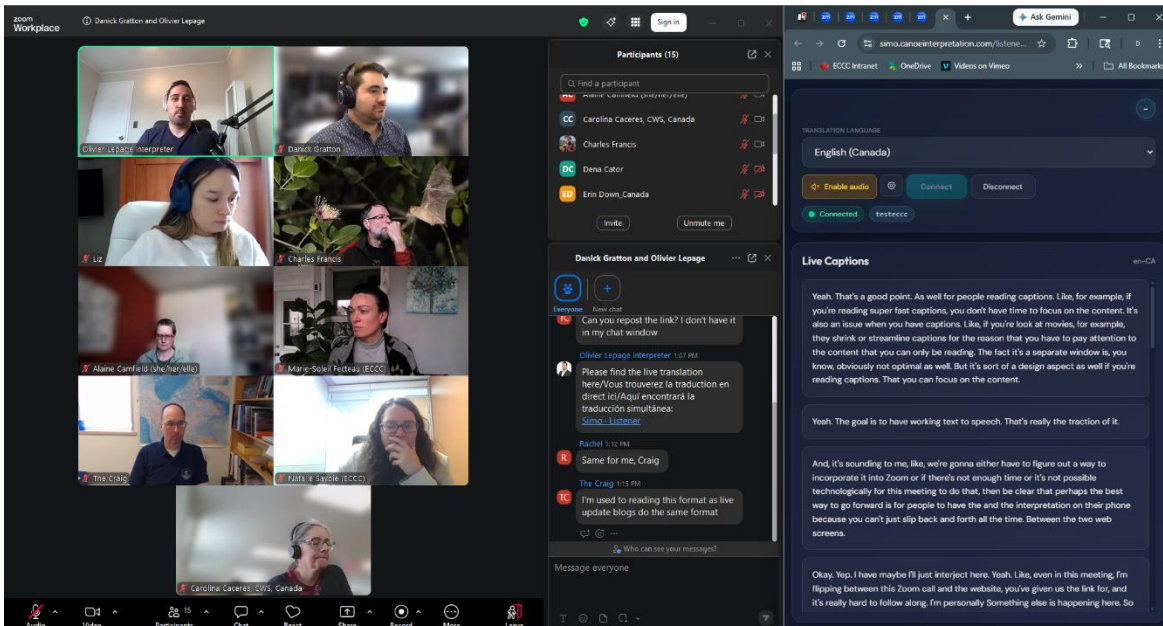 zoom
Workplace
Danick Gratton and Olivier Lepage
Sign in
Olivier Lepage interpreter
Danick Gratton
Liz
Charles Francis
Alaine Camfield (she/her/elle)
Marie-Soleil Fecteau (ECCC)
The Craig
Natalie Savoie (ECCC)
Carolina Caceres, CWS, Canada
Audio
Video
15
Participants
Chat
React
Share
Record
More
Leave
Participants (15)
Find a participant
AC
Alaine Camfield (she/her/elle)
CC
Carolina Caceres, CWS, Canada
Charles Francis
DC
Dena Cator
ED
Erin Down_Canada
Invite
Unmute me
Danick Gratton and Olivier Lepage
Everyone
New chat
TC
Can you repost the link? I don't have it
in my chat window
Olivier Lepage interpreter 1:07 PM
Please find the live translation
here/Vous trouverez la traduction en
direct ici/Aquí encontrará la
traducción simultánea:
Simo - Listener
Rachel 1:12 PM
R
Same for me, Craig
The Craig 1:15 PM
TC
I'm used to reading this format as live
update blogs do the same format
Who can see your messages?
Message everyone
Ask Gemini
simo.canoeinterpretation.com/listene...
D
ECCC Intranet
OneDrive
Videos on Vimeo
All Bookmarks
TRANSLATION LANGUAGE
English (Canada)
Enable audio
Connect
Disconnect
Connected
testeccc
Live Captions
en-CA
Yeah. That's a good point. As well for people reading captions. Like, for example, if
you're reading super fast captions, you don't have time to focus on the content. It's
also an issue when you have captions. Like, if you're look at movies, for example,
they shrink or streamline captions for the reason that you have to pay attention to
the content that you can only be reading. The fact it's a separate window is, you
know, obviously not optimal as well. But it's sort of a design aspect as well if you're
reading captions. That you can focus on the content.
Yeah. The goal is to have working text to speech. That's really the traction of it.
And, it's sounding to me, like, we're gonna either have to figure out a way to
incorporate it into Zoom or if there's not enough time or it's not possible
technologically for this meeting to do that, then be clear that perhaps the best
way to go forward is for people to have the and the interpretation on their phone
because you can't just slip back and forth all the time. Between the two web
screens.
Okay. Yep. I have maybe I'll just interject here. Yeah. Like, even in this meeting, I'm
flipping between this Zoom call and the website, you've given us the link for, and
it's really hard to follow along. I'm personally Something else is happening here. So